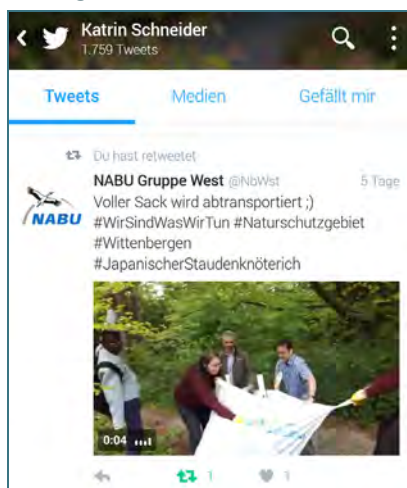 Katrin Schneider
1.759 Tweets
Tweets Medien Gefällt mir
Du hast retweetet
NABU Gruppe West @NbWst 5 Tage
Voller Sack wird abtransportiert ;)
#WirSindWasWirTun #Naturschutzgebiet
#Wittenbergen
#JapanischerStaudenknöterich
NABU
0:04
1 1